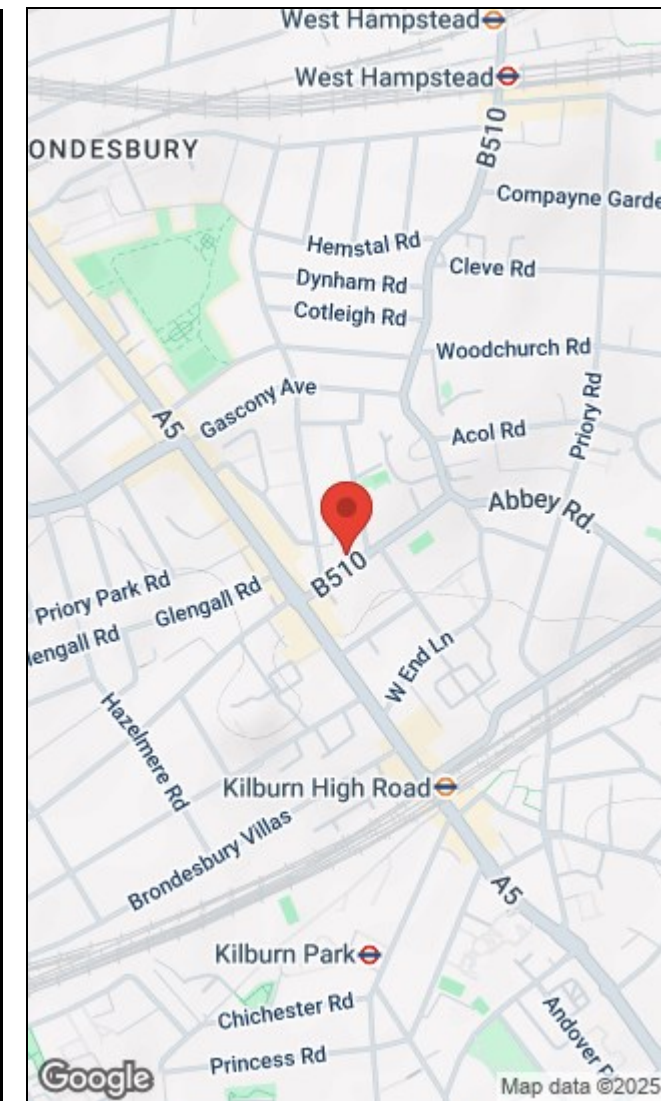 West Hampstead
West Hampstead
ONDESBURY
B510
Compayne Garde
Hemstal Rd
Cleve Rd
Dynham Rd
Cotleigh Rd
Woodchurch Rd
Gascony Ave
Priory Rd
A5
Acol Rd
Abbey Rd.
B510
Priory Park Rd
Glengall Rd
lengall Rd
W End Ln
Hazelmere Rd
Kilburn High Road
Brondesbury Villas
A5
Kilburn Park
Chichester Rd
Andover
Princess Rd
Google
Map data ©2025